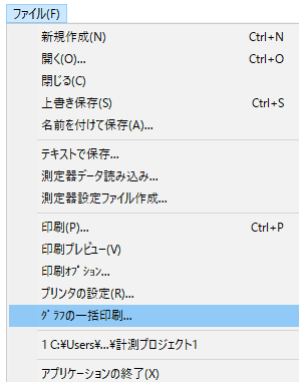 ファイル(F)
新規作成(N) Ctrl+N
開く(O)... Ctrl+O
閉じる(C)
上書き保存(S) Ctrl+S
名前を付けて保存(A)...
テキストで保存...
測定器データ読み込み...
測定器設定ファイル作成...
印刷(P)... Ctrl+P
印刷プレビュー(V)
印刷ｵﾌﾟｼｮﾝ...
プリンタの設定(R)...
ｸﾞﾗﾌの一括印刷...
1 C:¥Users¥...¥計測プロジェクト1
アプリケーションの終了(X)